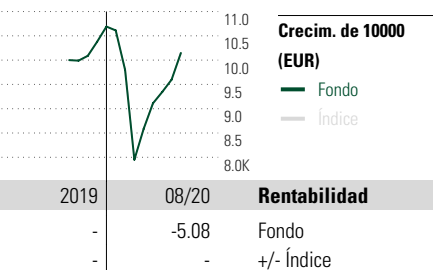 11.0
10.5
10.0
9.5
9.0
8.5
8.0K
Crecim. de 10000
(EUR)
Fondo
Índice
2019 08/20 Rentabilidad
- -5.08 Fondo
- - +/- Índice